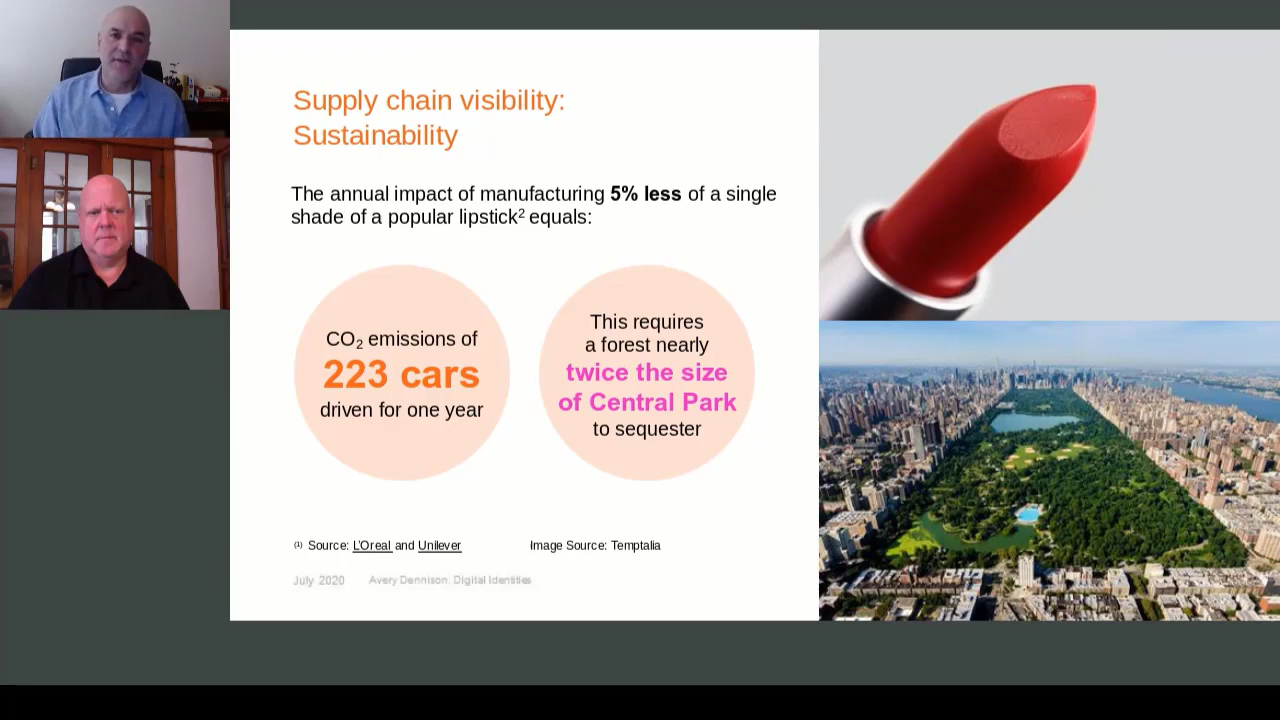 Supply chain visibility:
Sustainability
The annual impact of manufacturing 5% less of a single
shade of a popular lipstick² equals:
CO₂ emissions of
223 cars
driven for one year
This requires
a forest nearly
twice the size
of Central Park
to sequester
(1) Source: L'Oreal and Unilever
Image Source: Temptalia
July 2020 Avery Dennison: Digital Identities